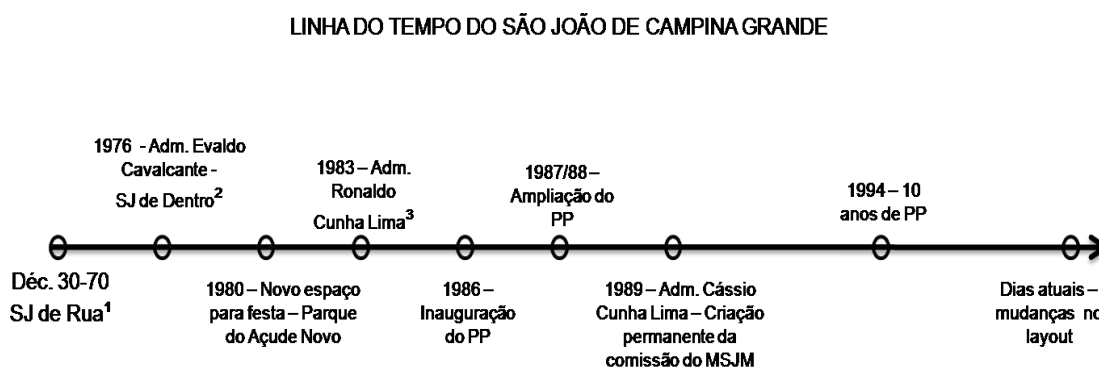 LINHA DO TEMPO DO SÃO JOÃO DE CAMPINA GRANDE
1976 - Adm. Evaldo
Cavalcante -
SJ de Dentro²
1983 – Adm.
Ronaldo
Cunha Lima³
1987/88 –
Ampliação do
PP
1994 – 10
anos de PP
Déc. 30-70
SJ de Rua¹
1980 – Novo espaço
para festa – Parque
do Açude Novo
1986 –
Inauguração
do PP
1989 – Adm. Cássio
Cunha Lima – Criação
permanente da
comissão do MSJM
Dias atuais –
mudanças no
layout